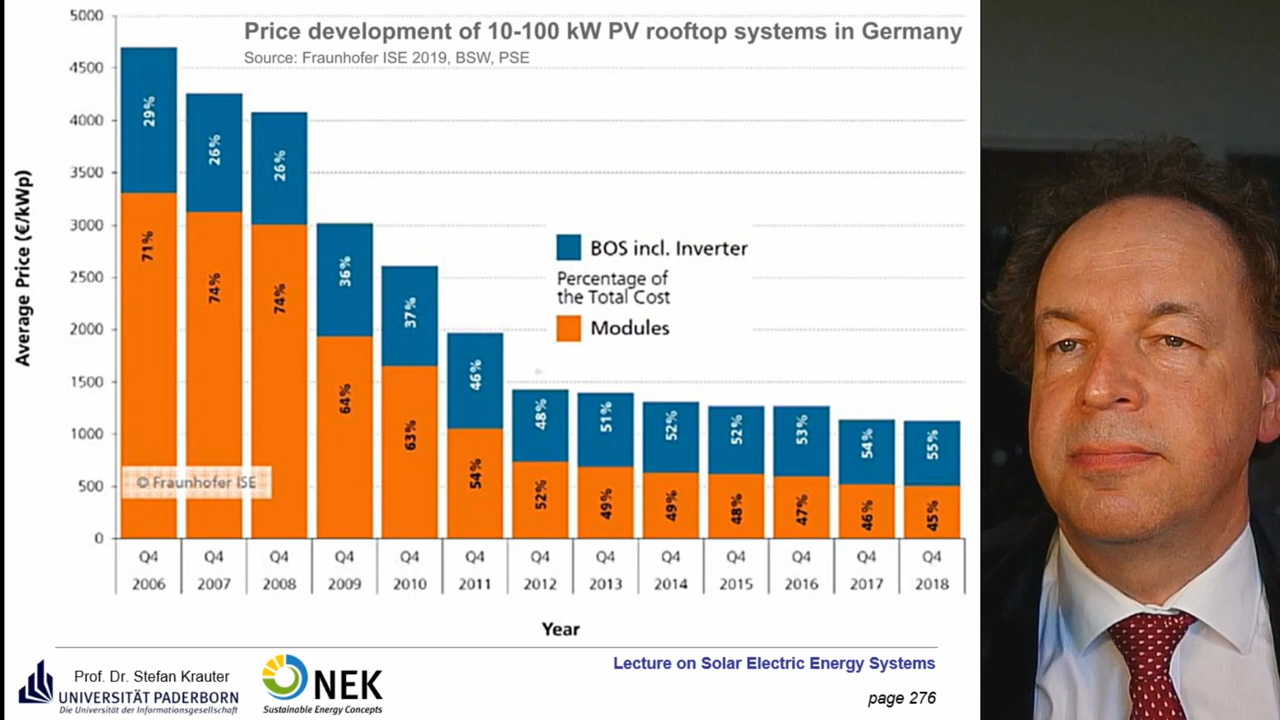 Price development of 10-100 kW PV rooftop systems in Germany
Source: Fraunhofer ISE 2019, BSW, PSE
Average Price (€/kWp)
5000
4500
4000
3500
3000
2500
2000
1500
1000
500
0
29% 26% 26% 36% 37% 46% 48% 51% 52% 52% 53% 54% 55%
71% 74% 74% 64% 63% 54% 52% 49% 49% 48% 47% 46% 45%
BOS incl. Inverter
Percentage of
the Total Cost
Modules
© Fraunhofer ISE
Q4 Q4 Q4 Q4 Q4 Q4 Q4 Q4 Q4 Q4 Q4 Q4 Q4
2006 2007 2008 2009 2010 2011 2012 2013 2014 2015 2016 2017 2018
Year
Prof. Dr. Stefan Krauter
UNIVERSITÄT PADERBORN
Die Universität der Informationsgesellschaft
NEK
Sustainable Energy Concepts
Lecture on Solar Electric Energy Systems
page 276